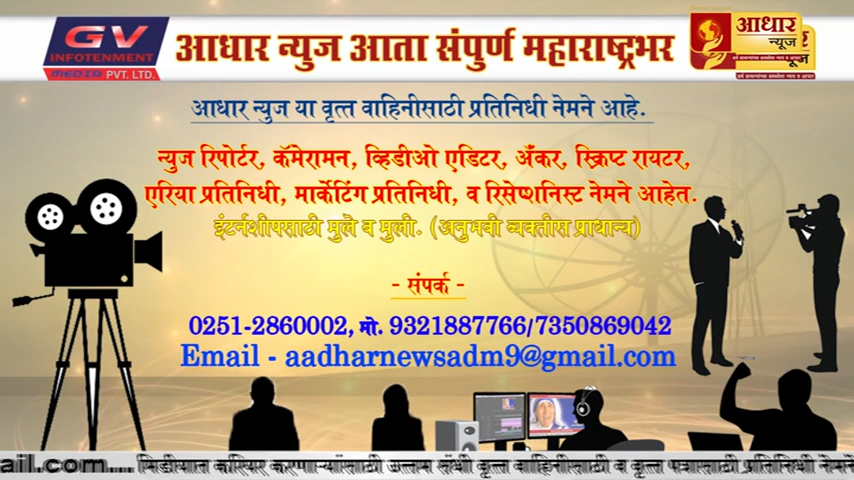 GV
INFOTENMENT
MEDIA PVT. LTD.
आधार न्युज आता संपुर्ण महाराष्ट्रभर
आधार
न्यूज
आधार न्युज या वृत्त वाहिनीसाठी प्रतिनिधी नेमने आहे.
न्युज रिपोर्टर, कॅमेरामन, व्हिडीओ एडिटर, अँकर, स्क्रिप्ट रायटर,
एरिया प्रतिनिधी, मार्केटिंग प्रतिनिधी, व रिसेप्शनिस्ट नेमने आहेत.
इंटर्नशीपसाठी मुले व मुली. (अनुभवी व्यक्तीस प्राधान्य)
- संपर्क -
0251-2860002, मो. 9321887766/7350869042
Email - aadharnewsadm9@gmail.com
ail.com... मिडीयात करियर करणाऱ्यांसाठी उत्तम संधी वृत्त वाहिनीसाठी व वृत्त पत्रासाठी प्रतिनिधी नेमने